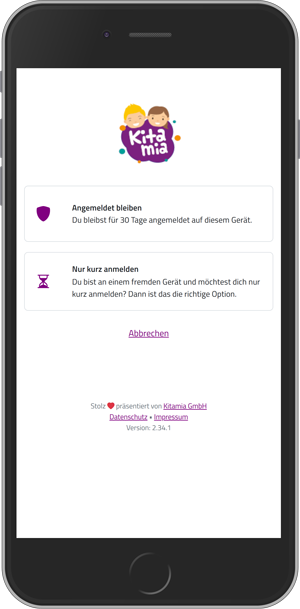 Kita
mia
Angemeldet bleiben
Du bleibst für 30 Tage angemeldet auf diesem Gerät.
Nur kurz anmelden
Du bist an einem fremden Gerät und möchtest dich nur
kurz anmelden? Dann ist das die richtige Option.
Abbrechen
Stolz ❤ präsentiert von Kitamia GmbH
Datenschutz • Impressum
Version: 2.34.1